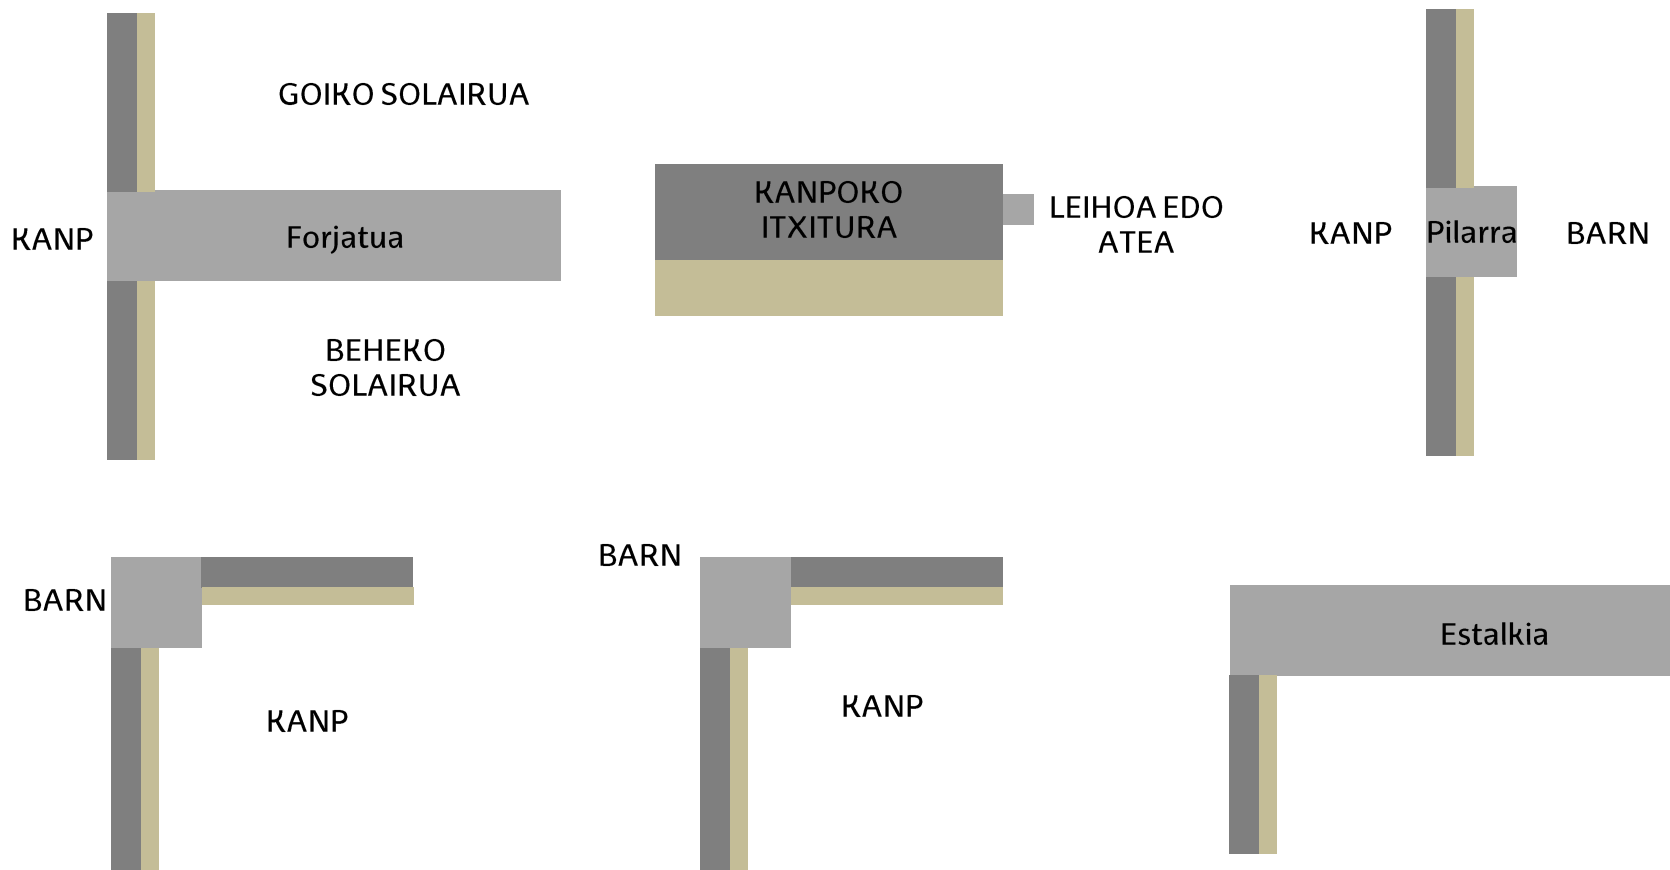 GOIKO SOLAIRUA
KANP
Forjatua
BEHEKO
SOLAIRUA
KANPOKO
ITXITURA
LEIHOA EDO
ATEA
KANP
Pilarra
BARN
BARN
KANP
BARN
KANP
Estalkia